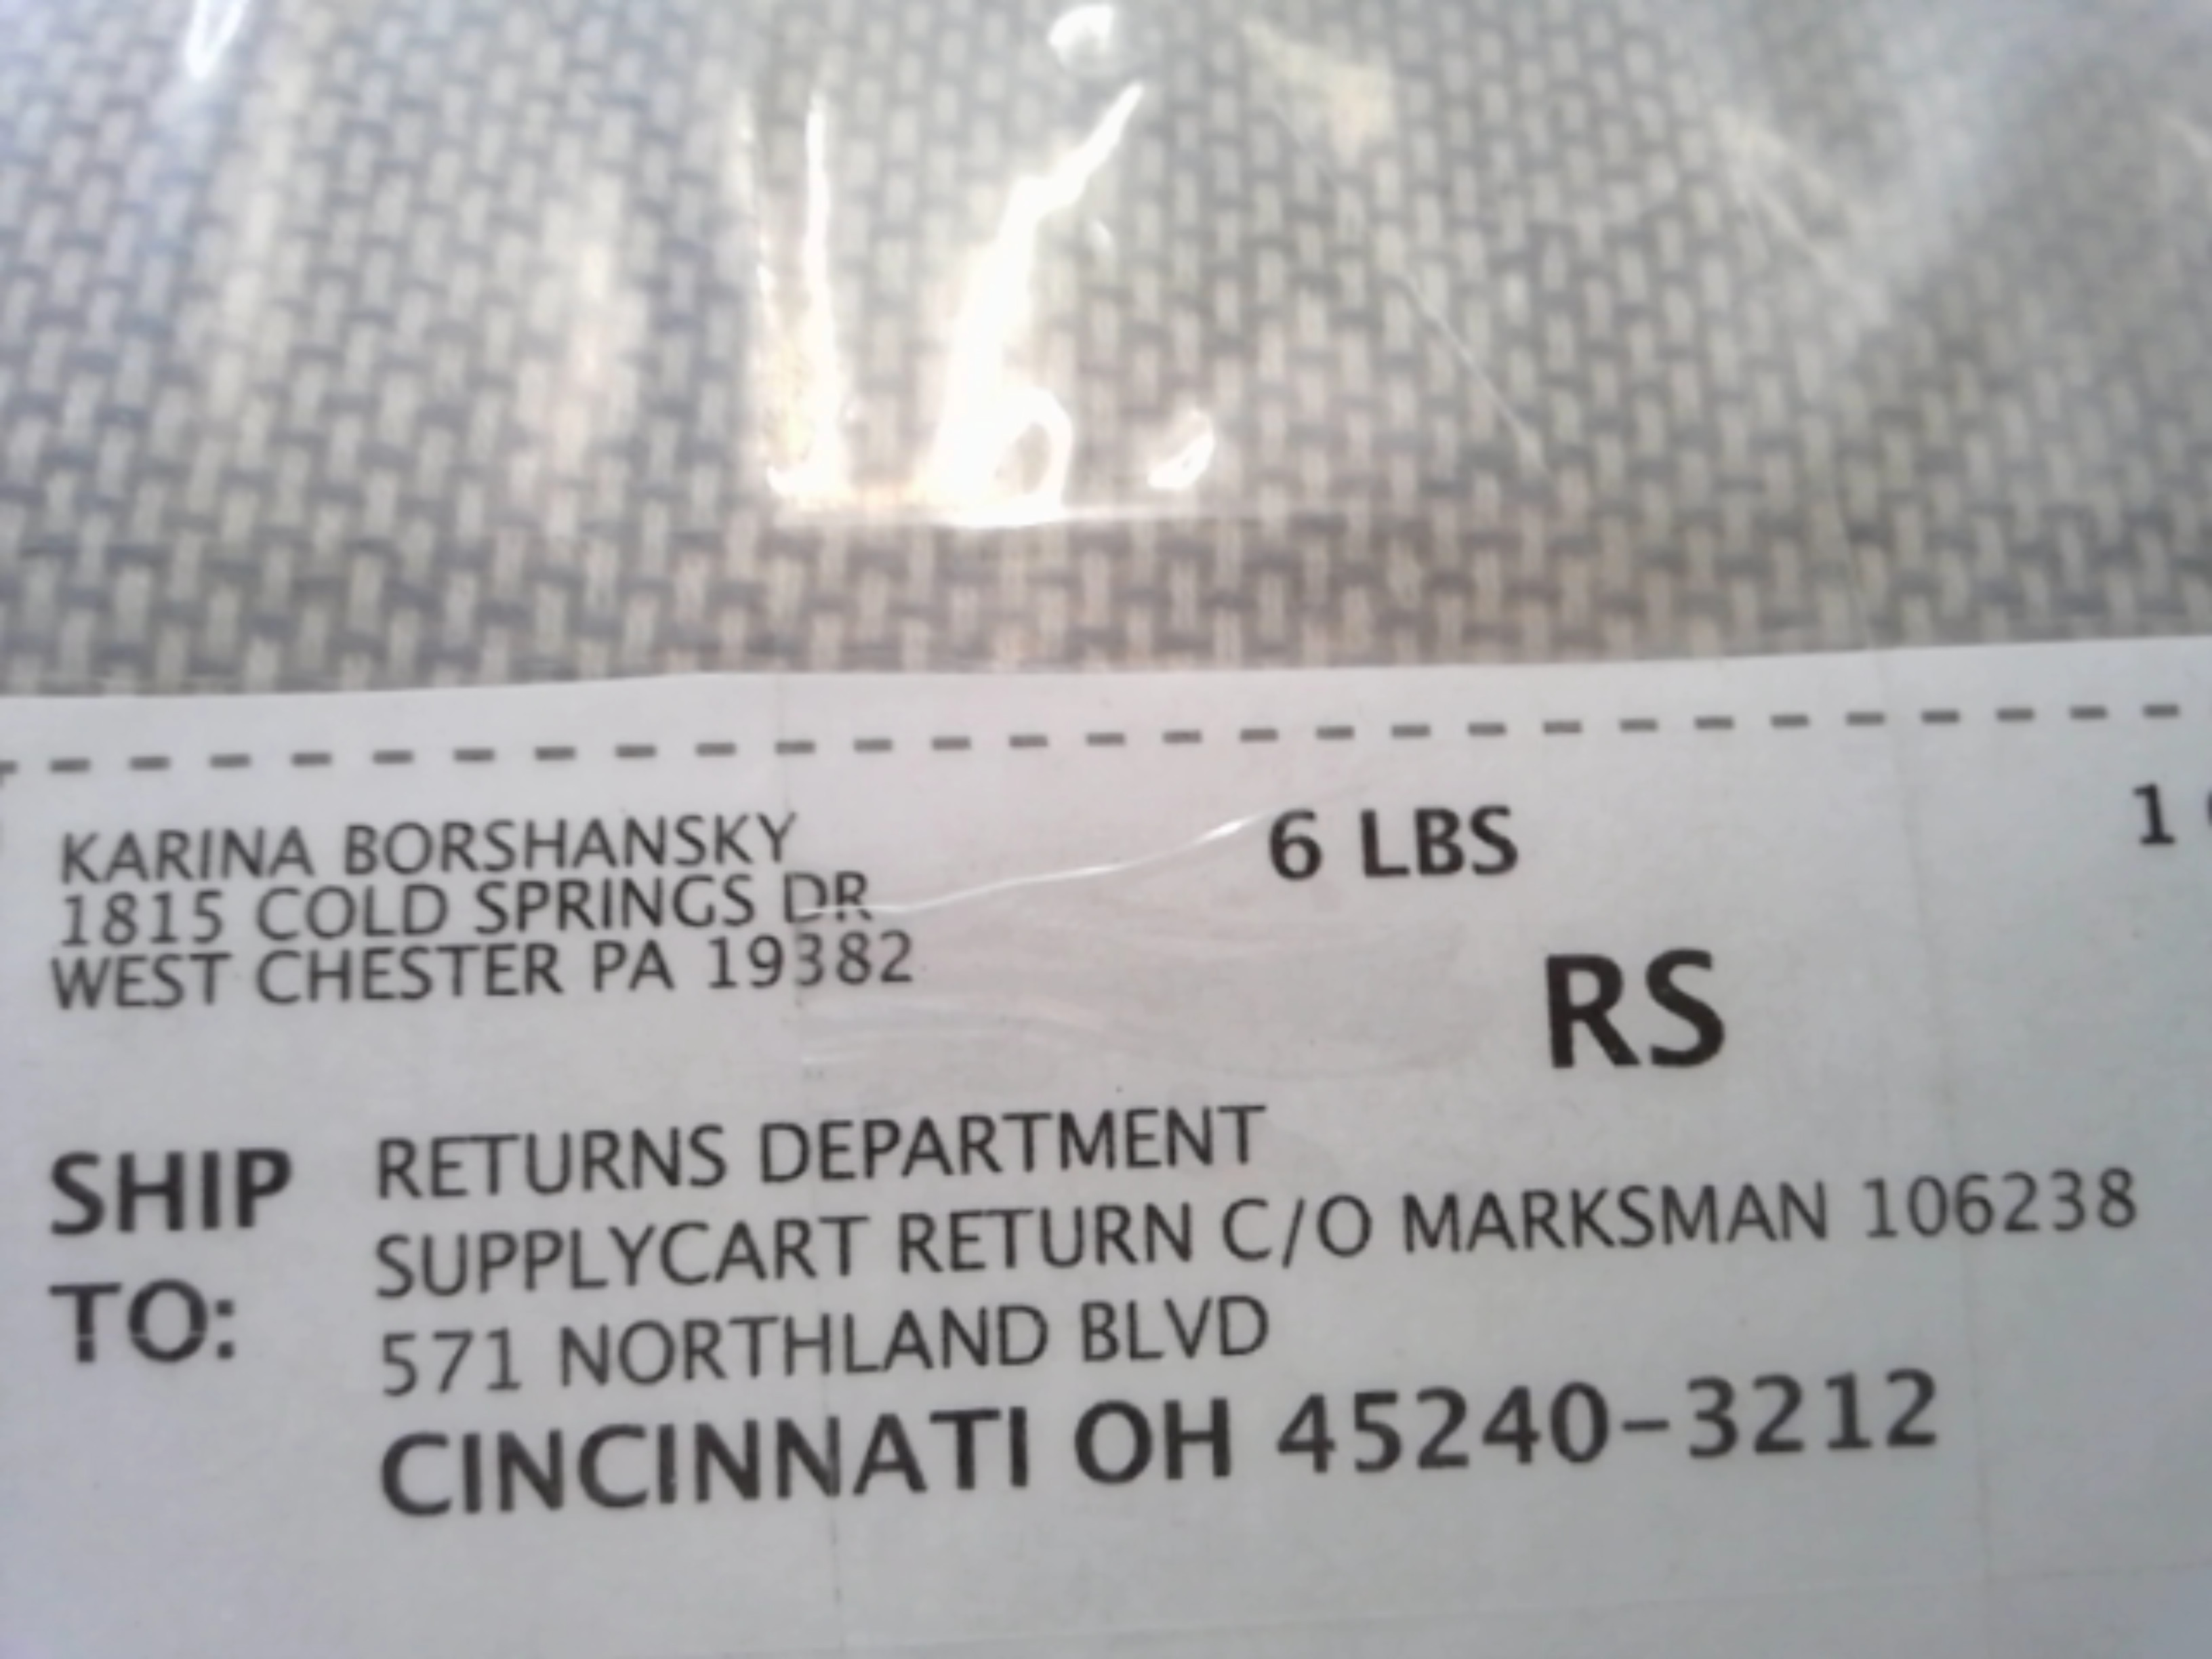 KARINA BORSHANSKY
1815 COLD SPRINGS DR
WEST CHESTER PA 19382
6 LBS
1
RS
SHIP TO:
RETURNS DEPARTMENT
SUPPLYCART RETURN C/O MARKSMAN 106238
571 NORTHLAND BLVD
CINCINNATI OH 45240-3212